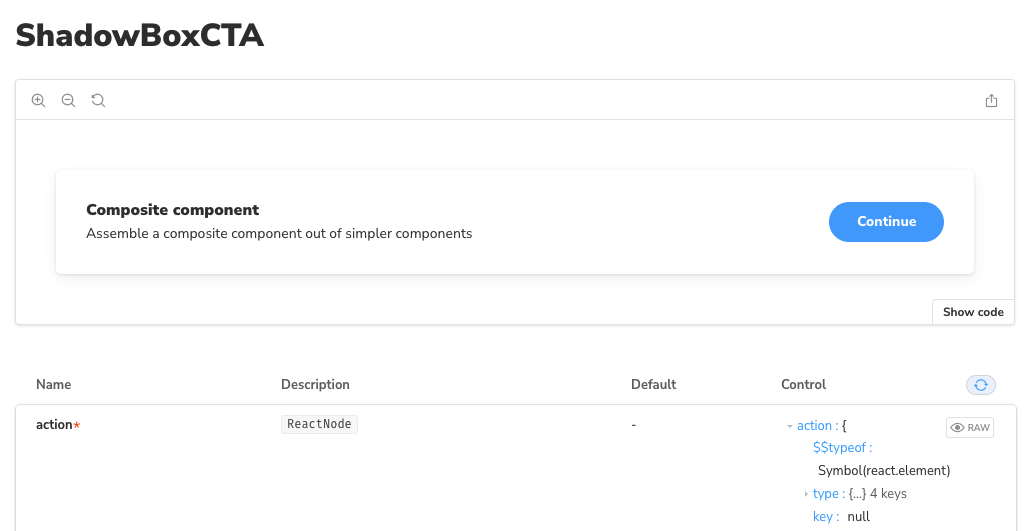 ShadowBoxCTA
Composite component
Assemble a composite component out of simpler components
Continue
Show code
Name Description Default Control
action* ReactNode - action : {
RAW
$$typeof :
Symbol(react.element)
type : {...} 4 keys
key : null